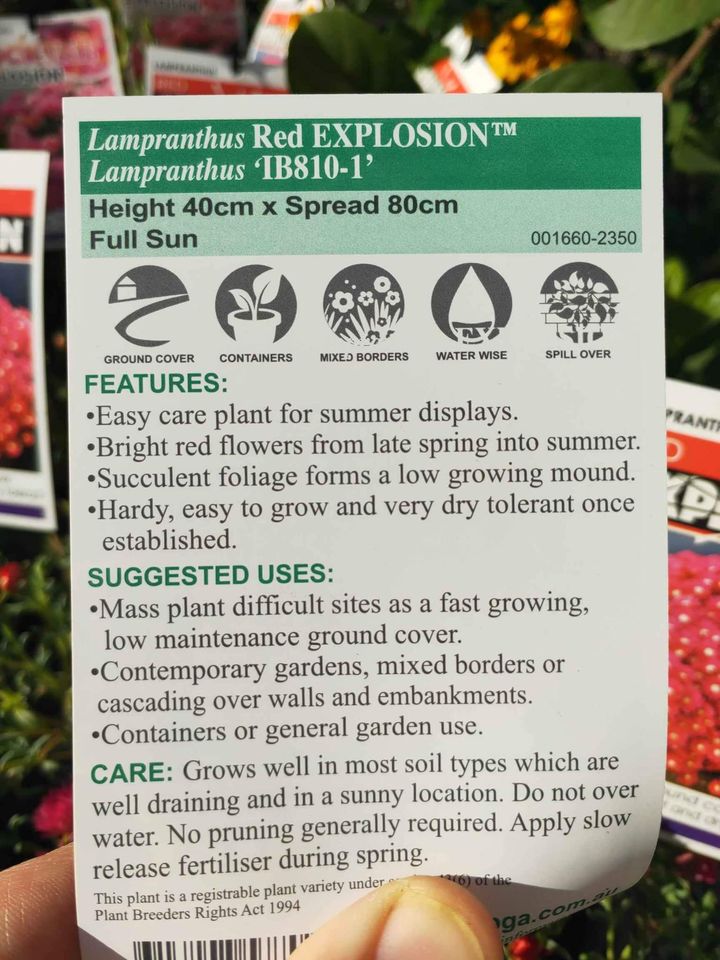 Lampranthus Red EXPLOSION™
Lampranthus ‘IB810-1’
Height 40cm x Spread 80cm
Full Sun
001660-2350
GROUND COVER
CONTAINERS
MIXED BORDERS
WATER WISE
SPILL OVER
FEATURES:
•Easy care plant for summer displays.
•Bright red flowers from late spring into summer.
•Succulent foliage forms a low growing mound.
•Hardy, easy to grow and very dry tolerant once
established.
SUGGESTED USES:
•Mass plant difficult sites as a fast growing,
low maintenance ground cover.
•Contemporary gardens, mixed borders or
cascading over walls and embankments.
•Containers or general garden use.
CARE: Grows well in most soil types which are
well draining and in a sunny location. Do not over
water. No pruning generally required. Apply slow
release fertiliser during spring.
This plant is a registrable plant variety under of the
Plant Breeders Rights Act 1994